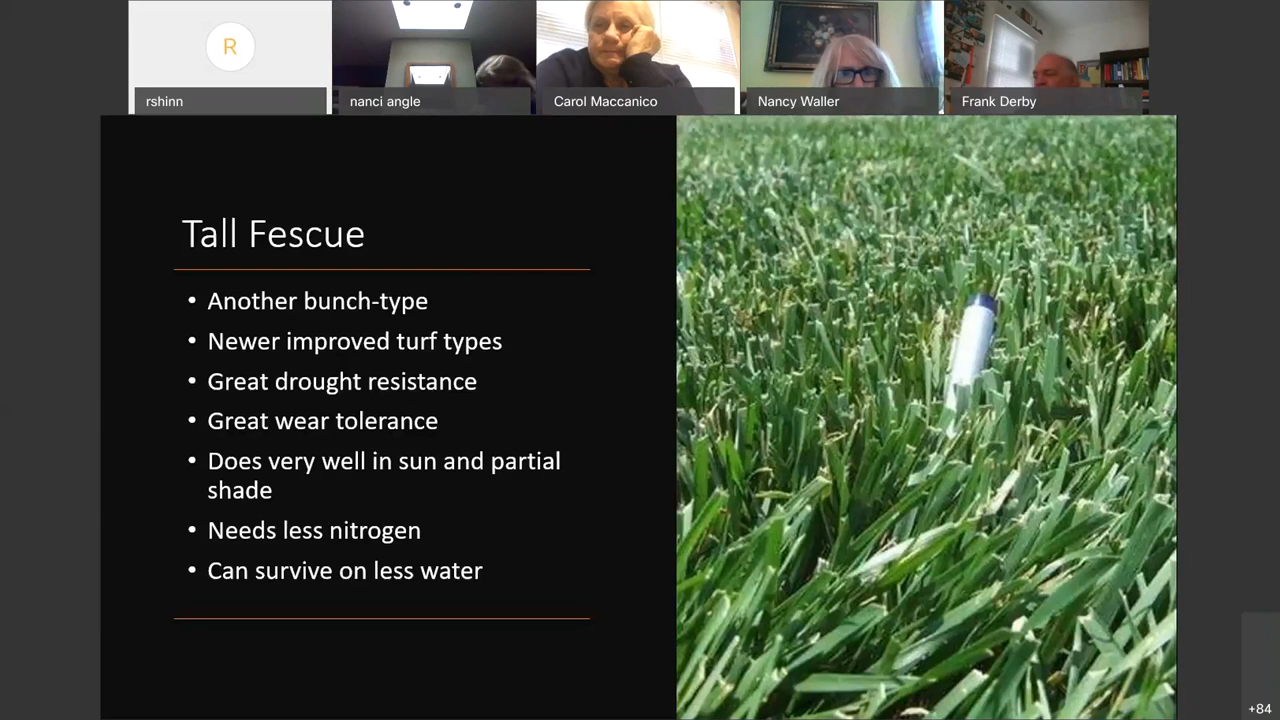 R
rshinn
nanci angle
Carol Maccanico
Nancy Waller
Frank Derby
Tall Fescue
• Another bunch-type
• Newer improved turf types
• Great drought resistance
• Great wear tolerance
• Does very well in sun and partial
shade
• Needs less nitrogen
• Can survive on less water
+84